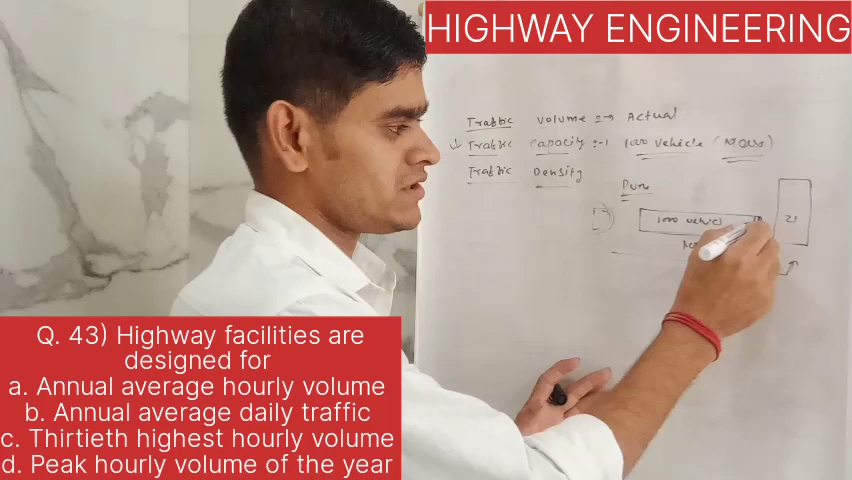 HIGHWAY ENGINEERING
Traffic Volume :→ Actual
↓ Traffic Capacity :→ 1000 vehicle (
Traffic Density
1000 vehicle
Q. 43) Highway facilities are
designed for
a. Annual average hourly volume
b. Annual average daily traffic
c. Thirtieth highest hourly volume
d. Peak hourly volume of the year